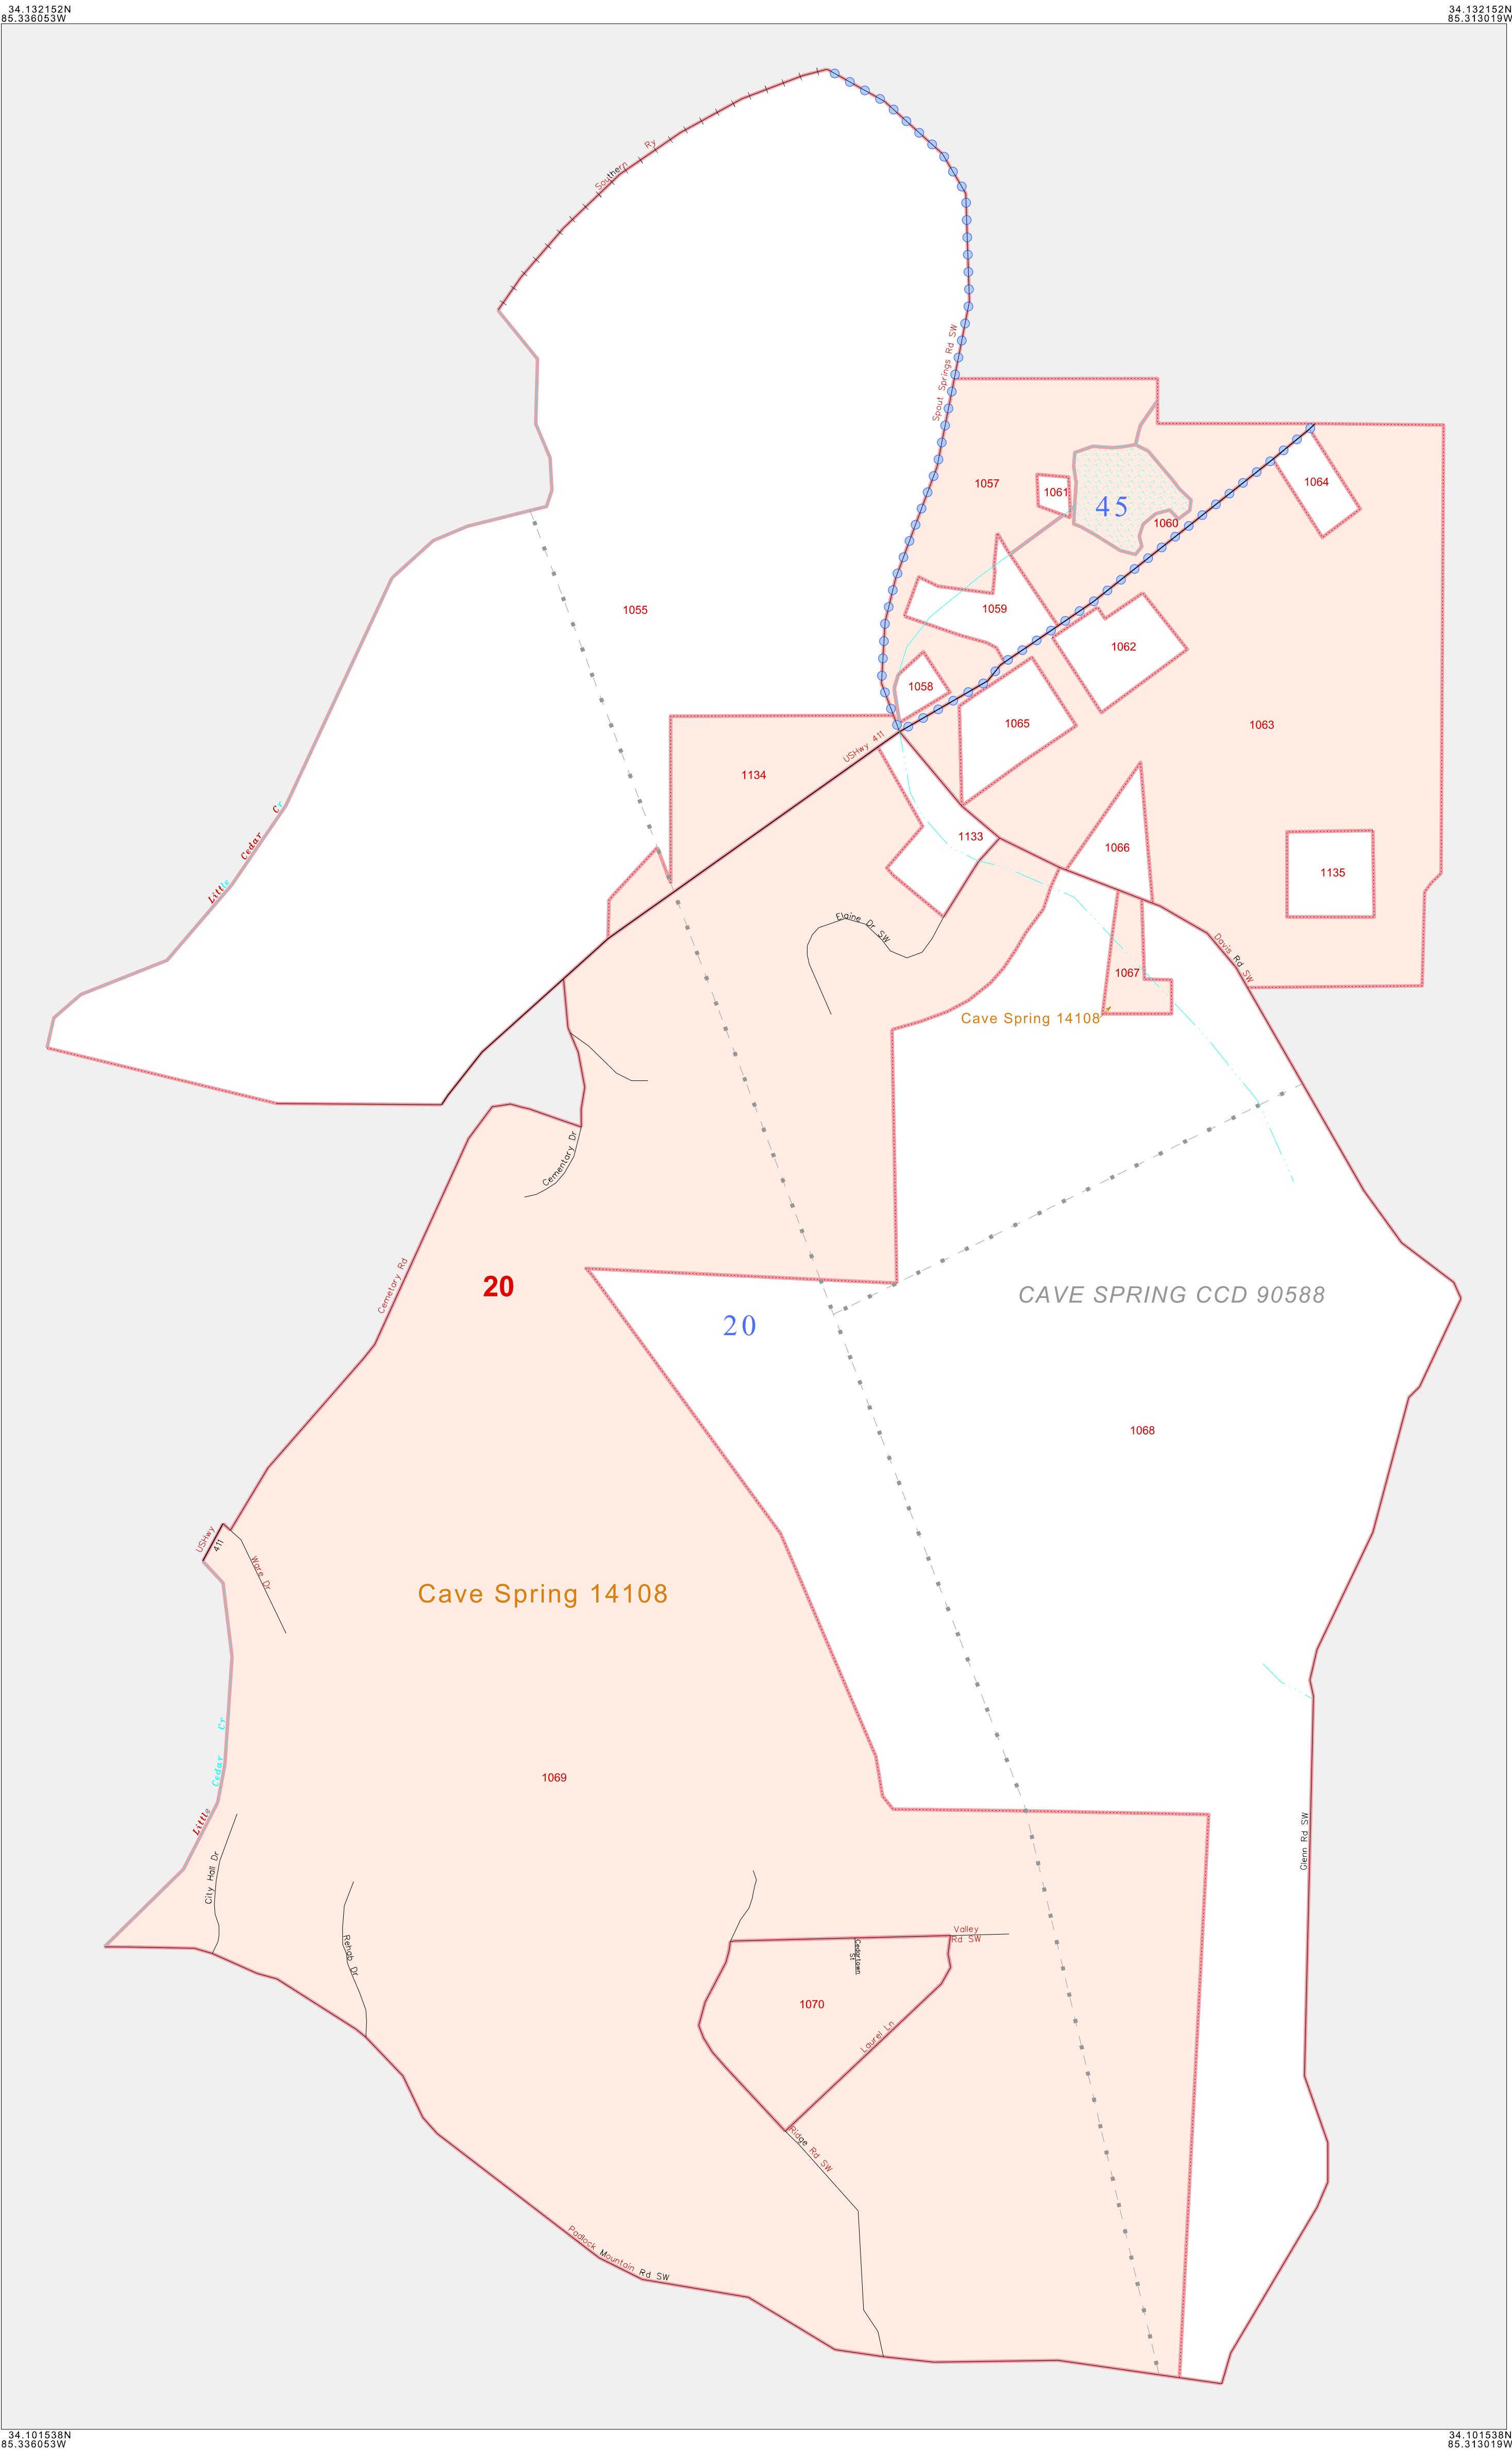 34.132152N
85.336053W
34.132152N
85.313019W
Southern Ry
Spout Springs Rd SW
1057
1061
45
1060
1064
1055
1059
1062
1058
1065
1063
USHwy 411
1134
Little Cedar Cr
1133
1066
1135
Elaine Dr SW
Davis Rd SW
1067
Cave Spring 14108
Cementary Dr
Cemetary Rd
20
CAVE SPRING CCD 90588
20
1068
USHwy 411
Ware Dr
Cave Spring 14108
Little Cedar Cr
1069
Glenn Rd SW
City Hall Dr
Rehab Dr
Valley
Rd SW
Cedartown
St
1070
Laurel Ln
Ridge Rd SW
Padlock Mountain Rd SW
34.101538N
85.336053W
34.101538N
85.313019W